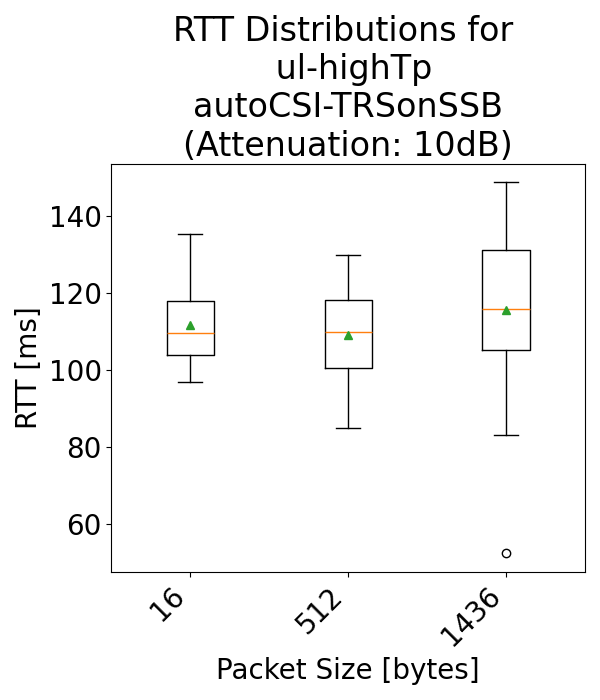 RTT Distributions for
ul-highTp
autoCSI-TRSonSSB
(Attenuation: 10dB)
140
120
100
80
60
RTT [ms]
16
512
1436
Packet Size [bytes]